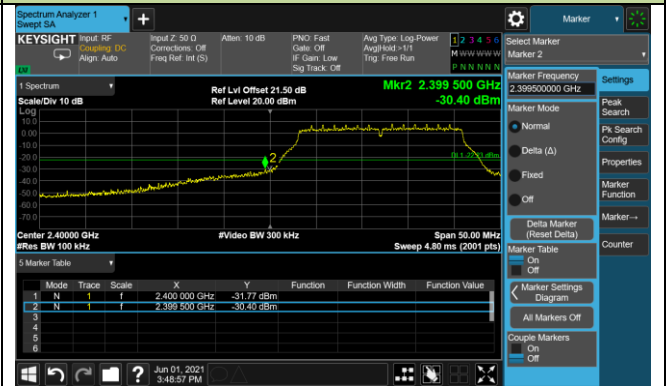 Spectrum Analyzer 1
Swept SA
Marker
KEYSIGHT Input: RF Input Z: 50 Ω Atten: 10 dB PNO: Fast Avg Type: Log-Power 1 2 3 4 5 6
Coupling: DC Corrections: Off Gate: Off Avg|Hold:>1/1 M W W W W W
Align: Auto Freq Ref: Int (S) IF Gain: Low Trig: Free Run P N N N N N
Sig Track: Off
Select Marker
Marker 2
1 Spectrum
Ref Lvl Offset 21.50 dB
Mkr2 2.399 500 GHz
Scale/Div 10 dB
Ref Level 20.00 dBm
-30.40 dBm
Log
10.0
0.00
-10.0
-20.0
-30.0
-40.0
-50.0
-60.0
-70.0
2
Center 2.40000 GHz
#Video BW 300 kHz
Span 50.00 MHz
#Res BW 100 kHz
Sweep 4.80 ms (2001 pts)
5 Marker Table
Mode Trace Scale X Y Function Function Width Function Value
1 N 1 f 2.400 000 GHz -31.77 dBm
2 N 1 f 2.399 500 GHz -30.40 dBm
3
4
5
6
Jun 01, 2021
3:48:57 PM
Marker Frequency
2.399500000 GHz
Marker Mode
Normal
Delta (Δ)
Fixed
Off
Delta Marker
(Reset Delta)
Marker Table
On
Off
Marker Settings
Diagram
All Markers Off
Couple Markers
On
Off
Settings
Peak
Search
Pk Search
Config
Properties
Marker
Function
Marker→
Counter